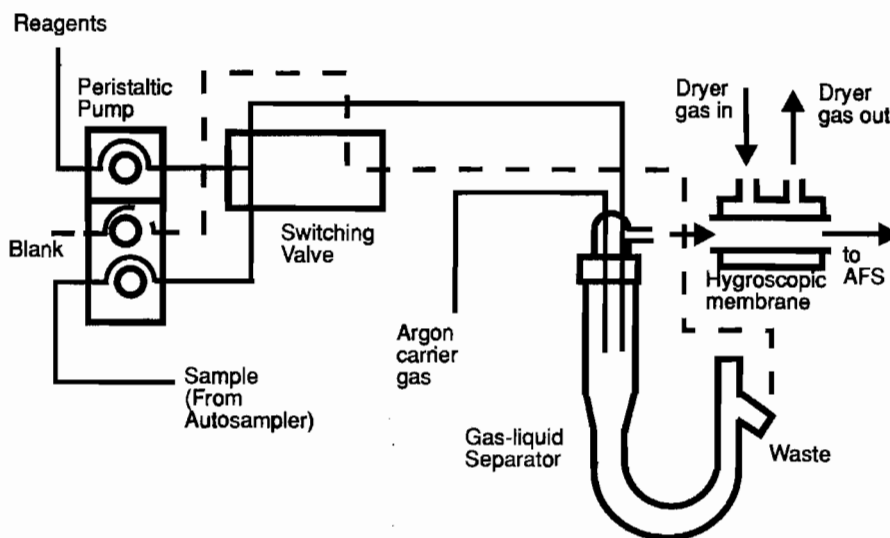 Reagents
Peristaltic
Pump
Blank
Sample
(From
Autosampler)
Switching
Valve
Argon
carrier
gas
Gas-liquid
Separator
Dryer
gas in
Dryer
gas out
to
AFS
Hygroscopic
membrane
Waste